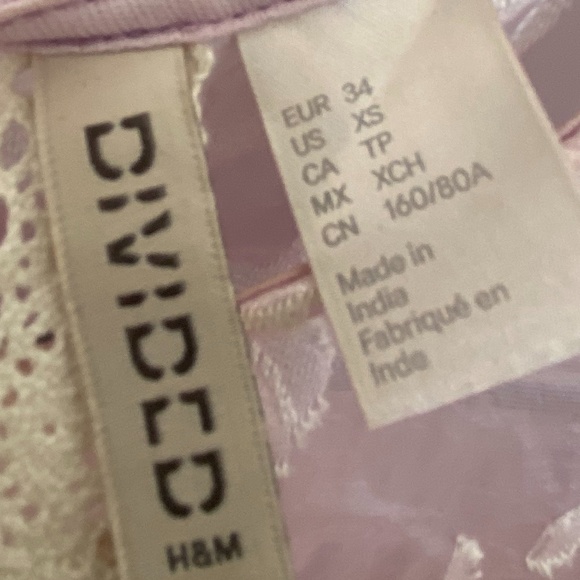 DIVIDED
H&M
EUR 34
US XS
CA TP
MX XCH
CN 160/80A
Made in
India
Fabriqué en
Inde